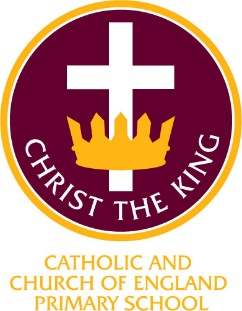 CHRIST THE KING
CATHOLIC AND
CHURCH OF ENGLAND
PRIMARY SCHOOL